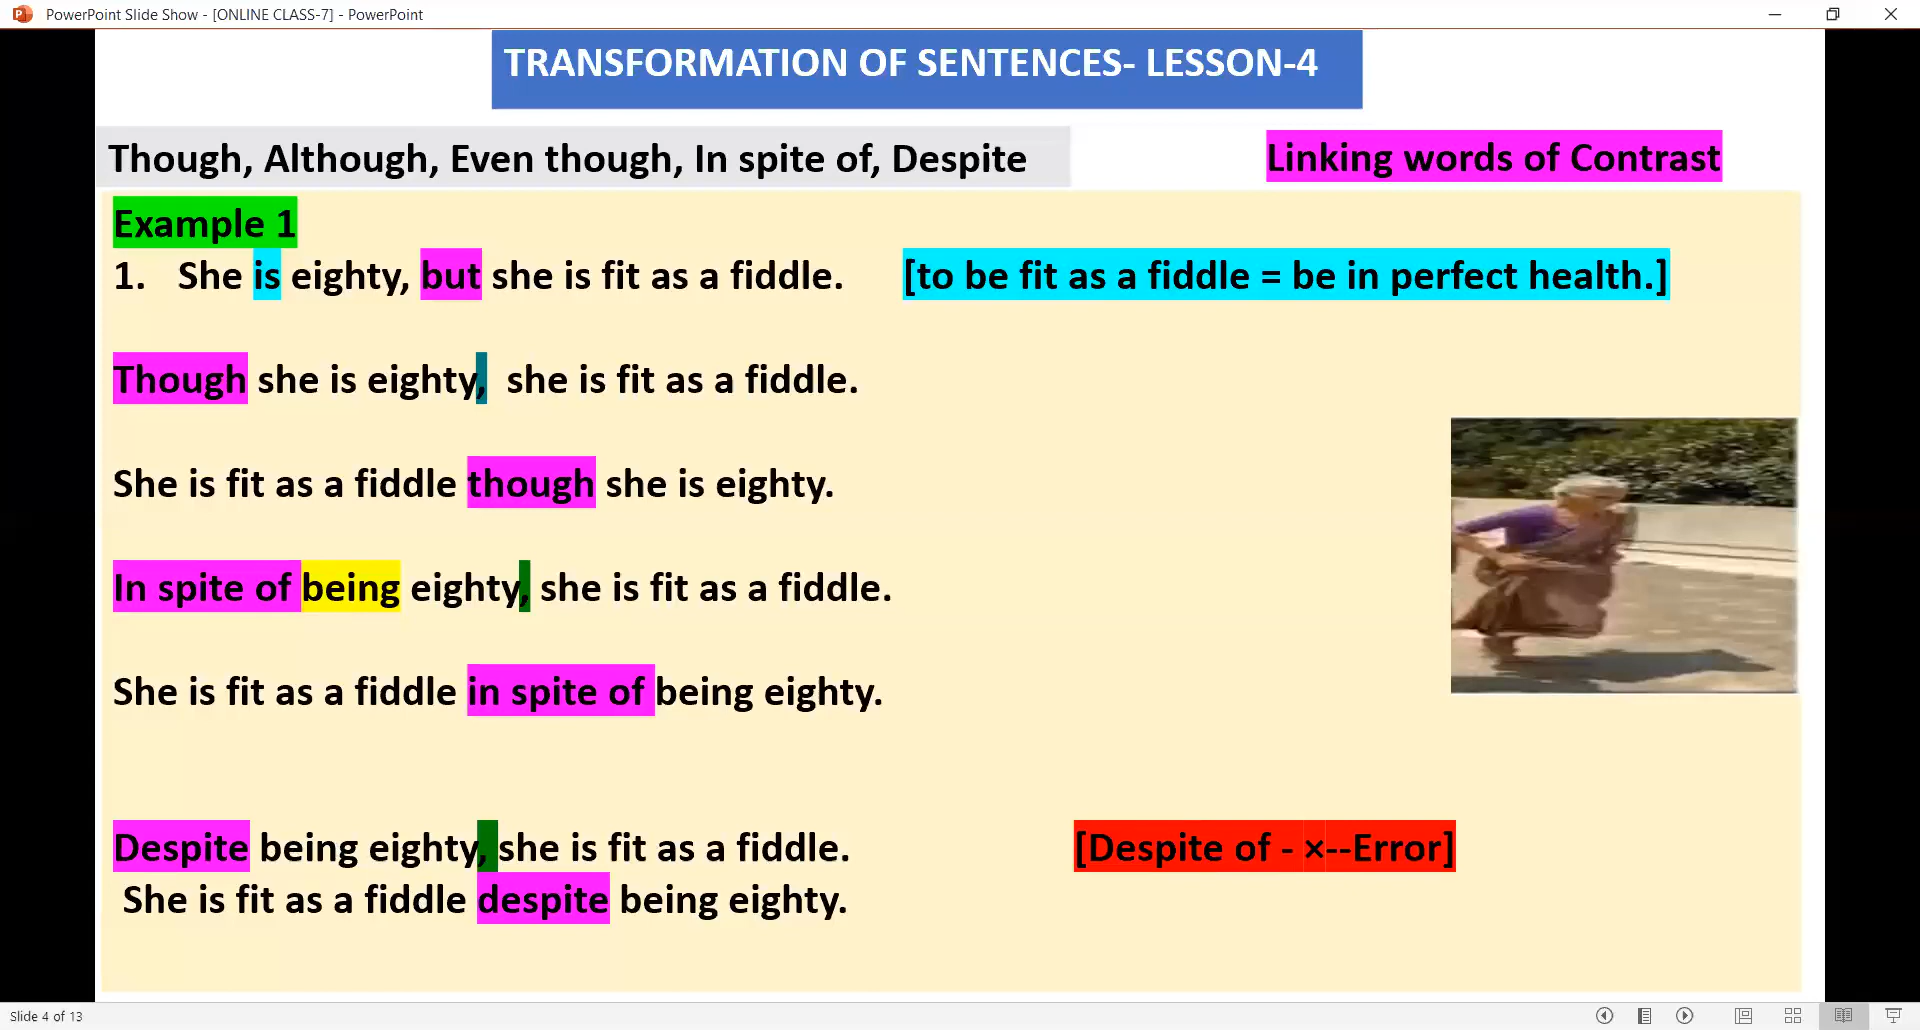 PowerPoint Slide Show - [ONLINE CLASS-7] - PowerPoint
TRANSFORMATION OF SENTENCES- LESSON-4
Though, Although, Even though, In spite of, Despite
Linking words of Contrast
Example 1
1. She is eighty, but she is fit as a fiddle. [to be fit as a fiddle = be in perfect health.]
Though she is eighty, she is fit as a fiddle.
She is fit as a fiddle though she is eighty.
In spite of being eighty, she is fit as a fiddle.
She is fit as a fiddle in spite of being eighty.
Despite being eighty, she is fit as a fiddle. [Despite of - ×--Error]
She is fit as a fiddle despite being eighty.
Slide 4 of 13